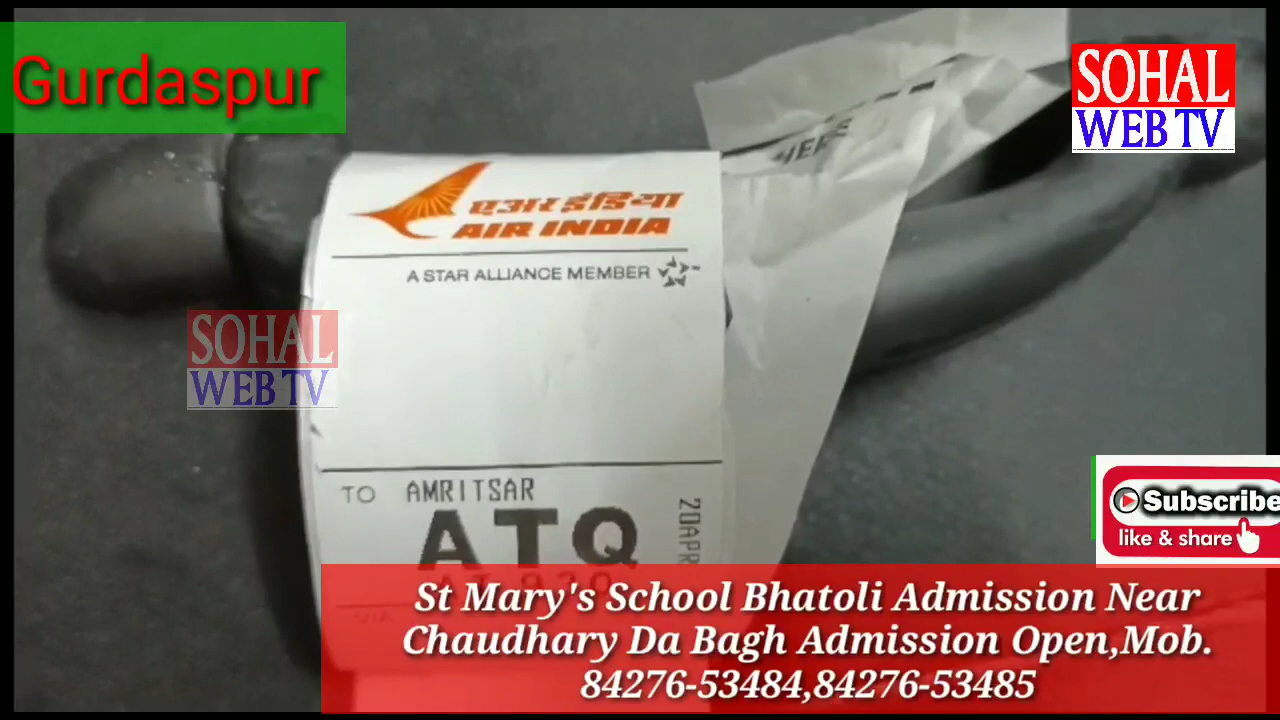 Gurdaspur
SOHAL
WEB TV
एअर इंडिया
AIR INDIA
A STAR ALLIANCE MEMBER
SOHAL
WEB TV
TO AMRITSAR
ATQ
20APR
Subscribe
like & share
St Mary's School Bhatoli Admission Near
Chaudhary Da Bagh Admission Open,Mob.
84276-53484,84276-53485